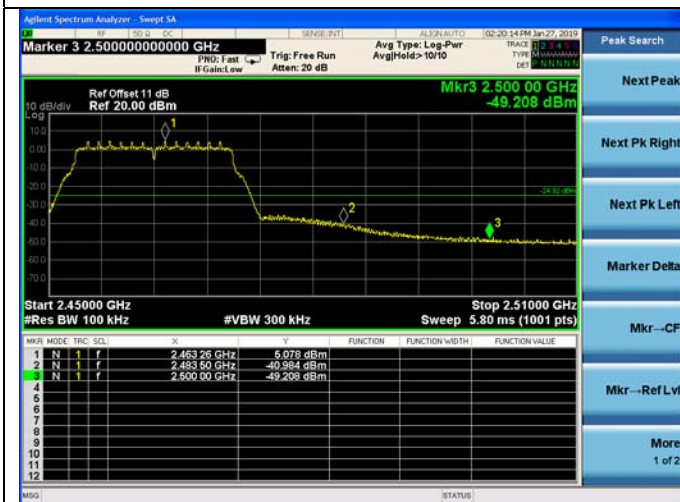 Agilent Spectrum Analyzer - Swept SA
RF 50 Ω DC SENSE:INT ALIGNAUTO 02:20:14 PM Jan 27, 2019
Marker 3 2.500000000000 GHz
PNO: Fast
IFGain:Low
Trig: Free Run
Atten: 20 dB
Avg Type: Log-Pwr
Avg|Hold:>10/10
TRACE 1 2 3 4 5 6
TYPE
DET P N N N N N
Peak Search
Mkr3 2.500 00 GHz
-49.208 dBm
Ref Offset 11 dB
10 dB/div Ref 20.00 dBm
Log
10.0
0.00
-10.0
-20.0
-30.0
-40.0
-50.0
-60.0
-70.0
1
2
3
-24.92 dBm
Start 2.45000 GHz Stop 2.51000 GHz
#Res BW 100 kHz #VBW 300 kHz Sweep 5.80 ms (1001 pts)
MKR MODE TRC SCL X Y FUNCTION FUNCTION WIDTH FUNCTION VALUE
1 N 1 f 2.463 26 GHz 5.078 dBm
2 N 1 f 2.483 50 GHz -40.984 dBm
3 N 1 f 2.500 00 GHz -49.208 dBm
4
5
6
7
8
9
10
11
12
MSG STATUS
Next Peak
Next Pk Right
Next Pk Left
Marker Delta
Mkr→CF
Mkr→Ref Lvl
More
1 of 2